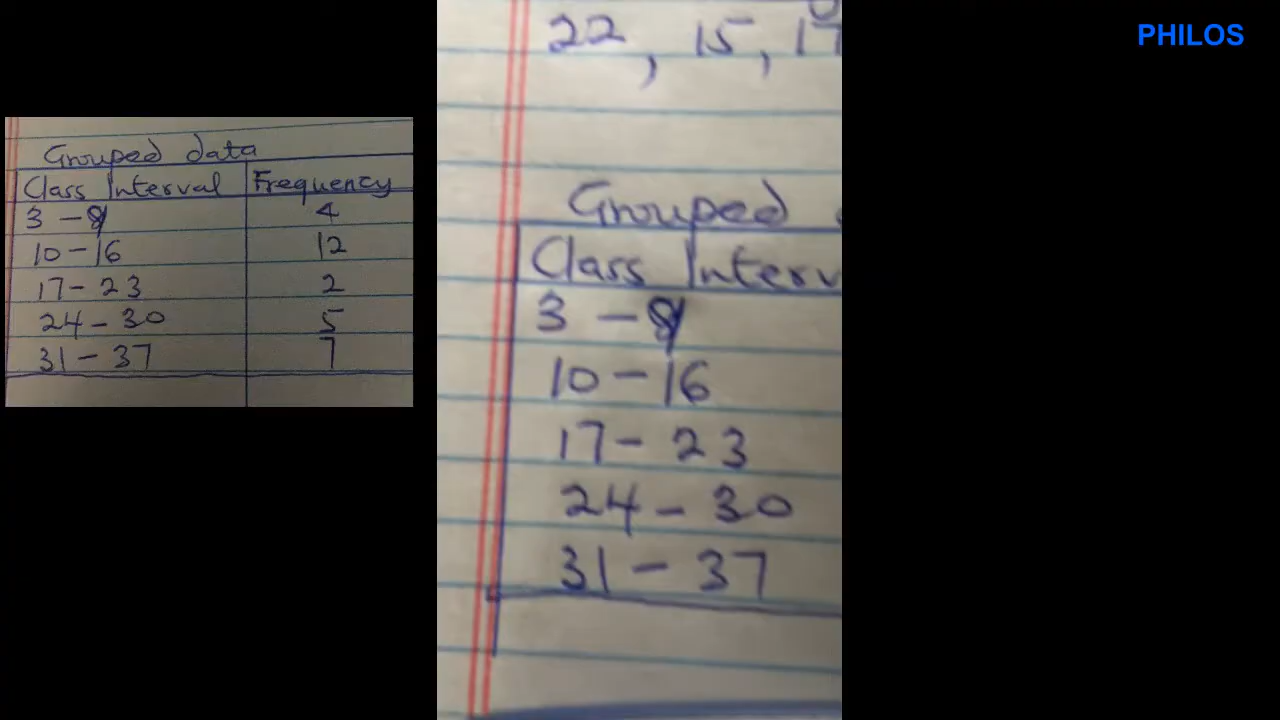 Grouped data
Class Interval Frequency
3 - 9 4
10 - 16 12
17 - 23 2
24 - 30 5
31 - 37 7
22, 15, 17
Grouped
Class Interv
3 - 9
10 - 16
17 - 23
24 - 30
31 - 37
PHILOS